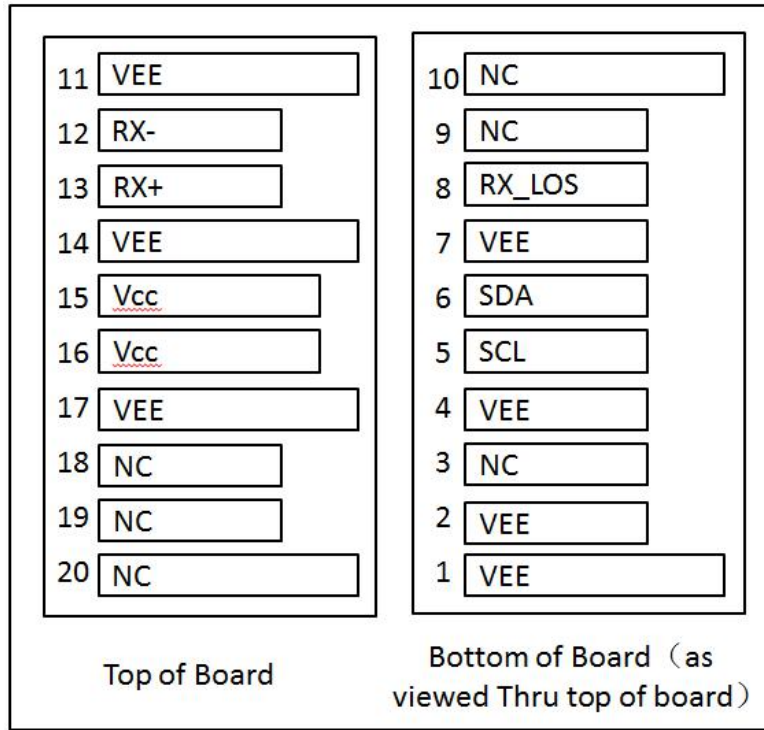 11 VEE
12 RX-
13 RX+
14 VEE
15 Vcc
16 Vcc
17 VEE
18 NC
19 NC
20 NC
Top of Board
10 NC
9 NC
8 RX_LOS
7 VEE
6 SDA
5 SCL
4 VEE
3 NC
2 VEE
1 VEE
Bottom of Board（as
viewed Thru top of board）